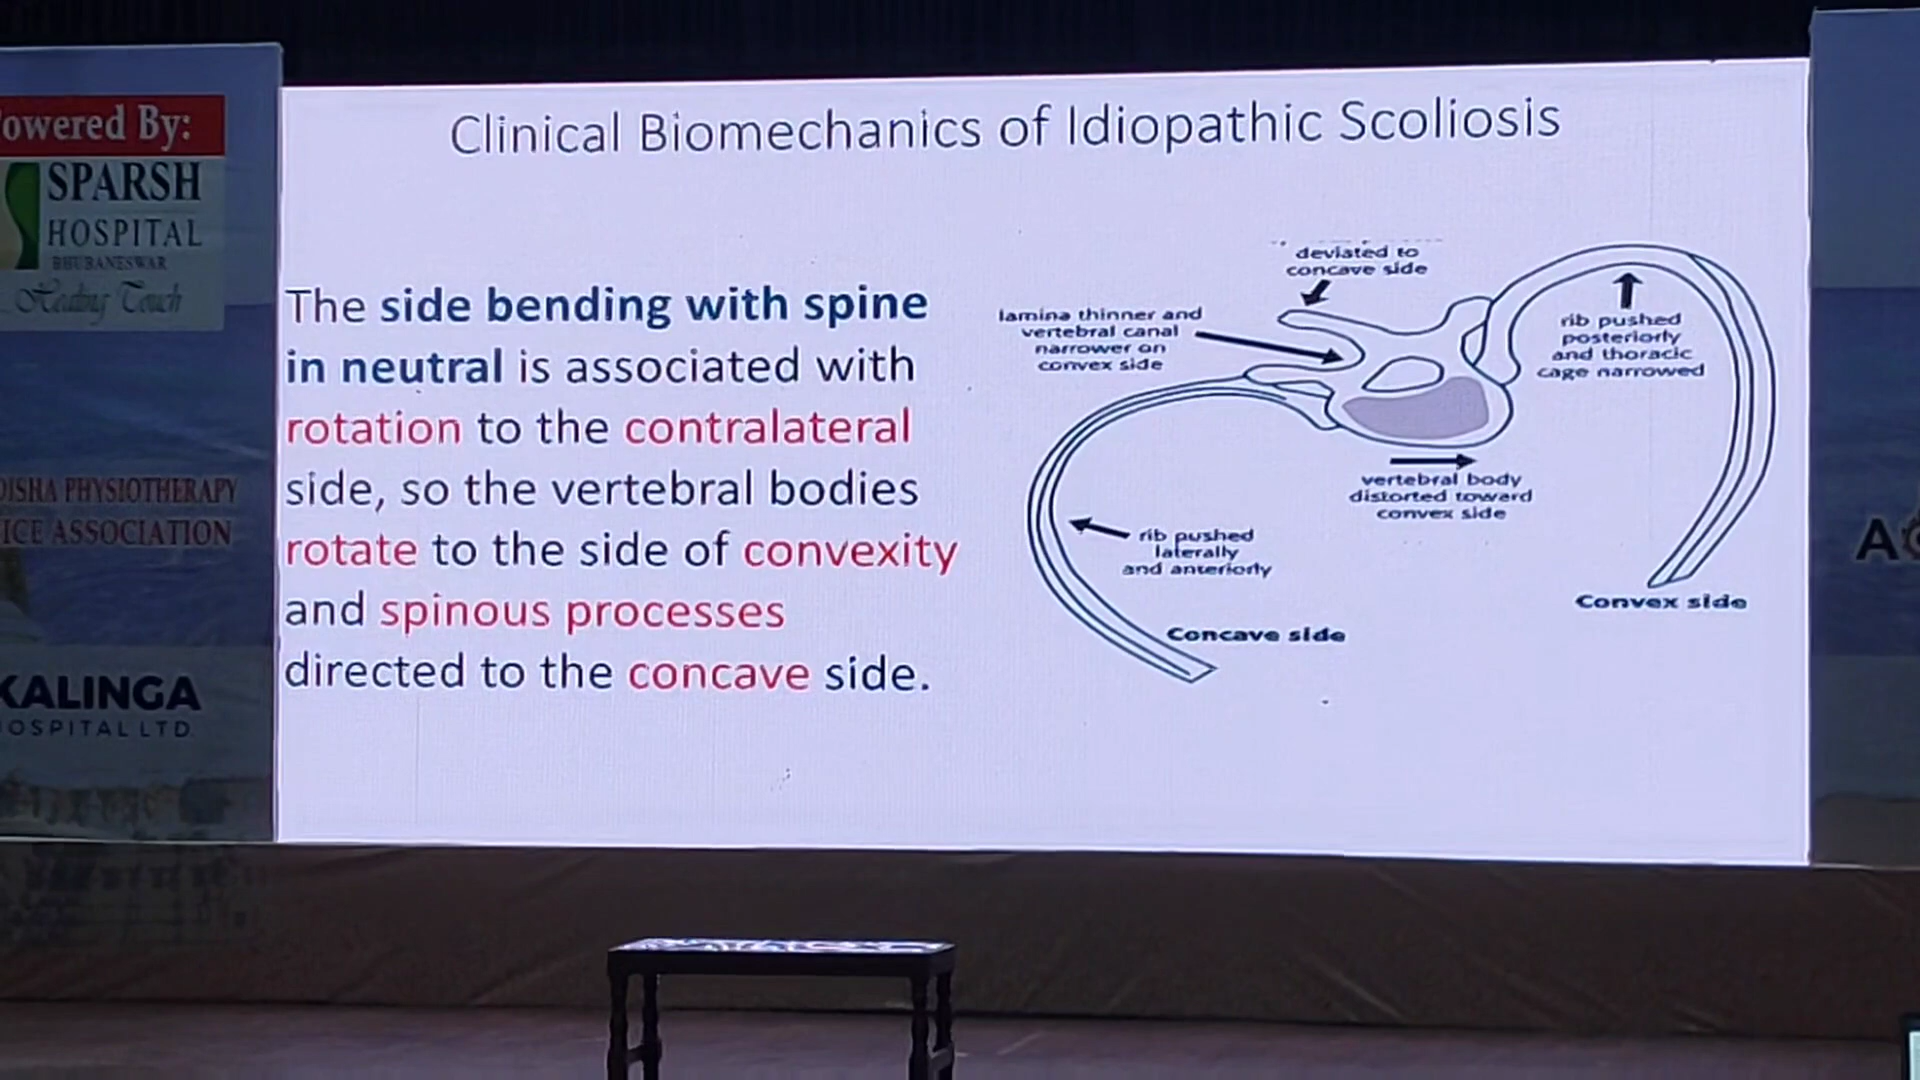 Clinical Biomechanics of Idiopathic Scoliosis
The side bending with spine
in neutral is associated with
rotation to the contralateral
side, so the vertebral bodies
rotate to the side of convexity
and spinous processes
directed to the concave side.
deviated to
concave side
lamina thinner and
vertebral canal
narrower on
convex side
rib pushed
posteriorly
and thoracic
cage narrowed
vertebral body
distorted toward
convex side
rib pushed
laterally
and anteriorly
Convex side
Concave side
owered By:
SPARSH
HOSPITAL
BHUBANESWAR
Healing Touch
DISHA PHYSIOTHERAPY
ICE ASSOCIATION
KALINGA
HOSPITAL LTD